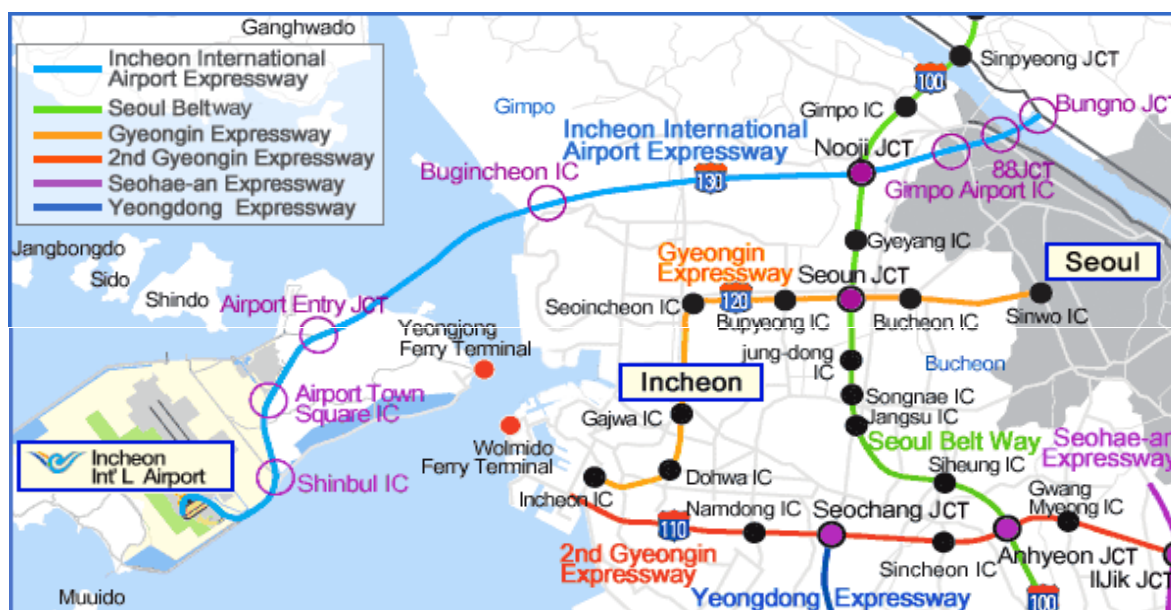 Ganghwado
Incheon International
Airport Expressway
Seoul Beltway
Gyeongin Expressway
2nd Gyeongin Expressway
Seohae-an Expressway
Yeongdong Expressway
Sinpyeong JCT
100
Gimpo
Gimpo IC
Bungno JCT
Incheon International
Airport Expressway
Nooji JCT
88JCT
Bugincheon IC
130
Gimpo Airport IC
Jangbongdo
Sido
Shindo
Gyeyang IC
Gyeongin
Expressway
Seoun JCT
Seoul
Airport Entry JCT
Seoincheon IC
120
Bupyeong IC
Bucheon IC
Sinwo IC
Yeongjong
Ferry Terminal
jung-dong
IC
Bucheon
Incheon
Airport Town
Square IC
Songnae IC
Gajwa IC
Jangsu IC
Seoul Belt Way
Seohae-an
Expressway
Wolmido
Ferry Terminal
Incheon
Int' L Airport
Shinbul IC
Dohwa IC
Siheung IC
Incheon IC
Gwang
Myeong IC
Namdong IC
Seochang JCT
110
2nd Gyeongin
Expressway
Sincheon IC
Anhyeon JCT
IlJik JCT
Muuido
Yeongdong Expressway
100